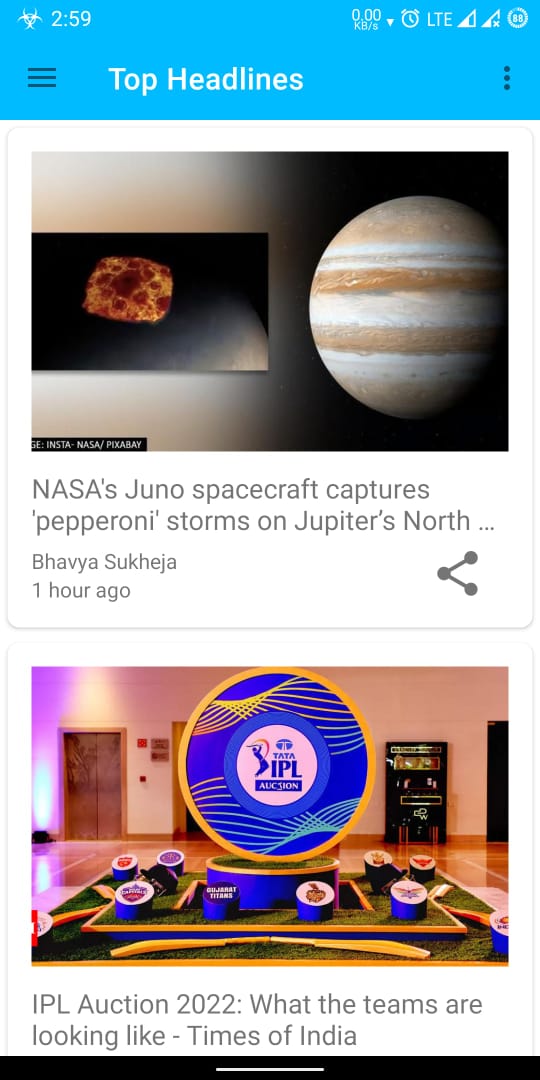 2:59
0.00
KB/s
LTE
88
Top Headlines
GE: INSTA- NASA/ PIXABAY
NASA's Juno spacecraft captures
'pepperoni' storms on Jupiter’s North ...
Bhavya Sukheja
1 hour ago
TATA
IPL
AUCTION
GUJARAT
TITANS
IPL Auction 2022: What the teams are
looking like - Times of India